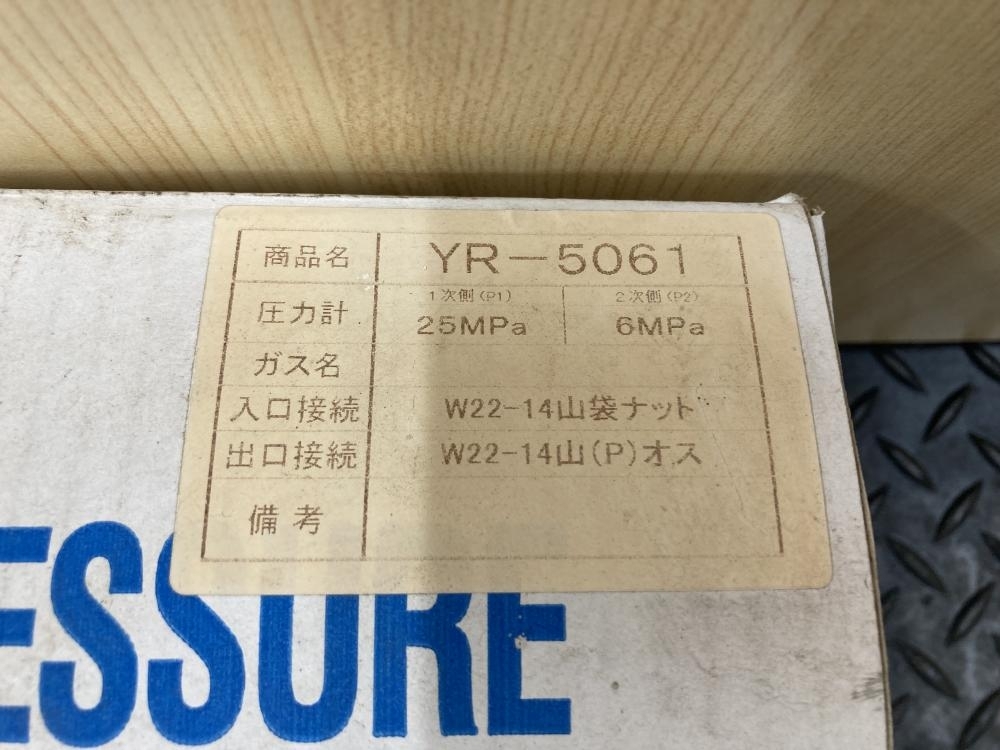 商品名 YR-5061
圧力計 1次側(P1) 2次側(P2)
25MPa 6MPa
ガス名
入口接続 W22-14山袋ナット
出口接続 W22-14山(P)オス
備考
ESSURE